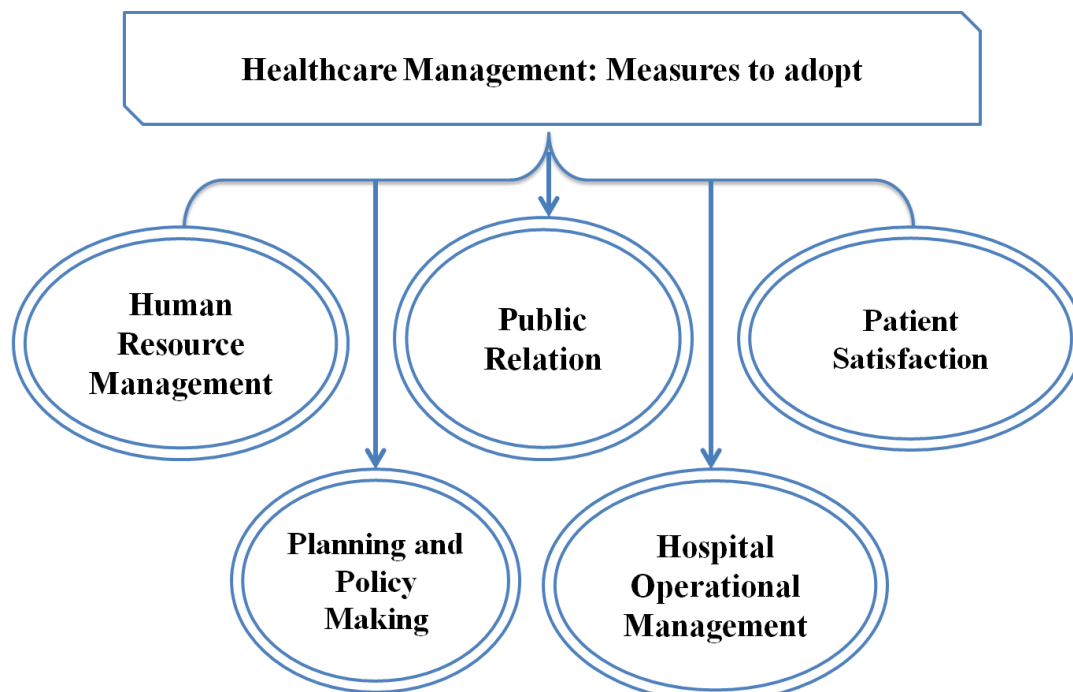 Healthcare Management: Measures to adopt
Human
Resource
Management
Public
Relation
Patient
Satisfaction
Planning and
Policy
Making
Hospital
Operational
Management